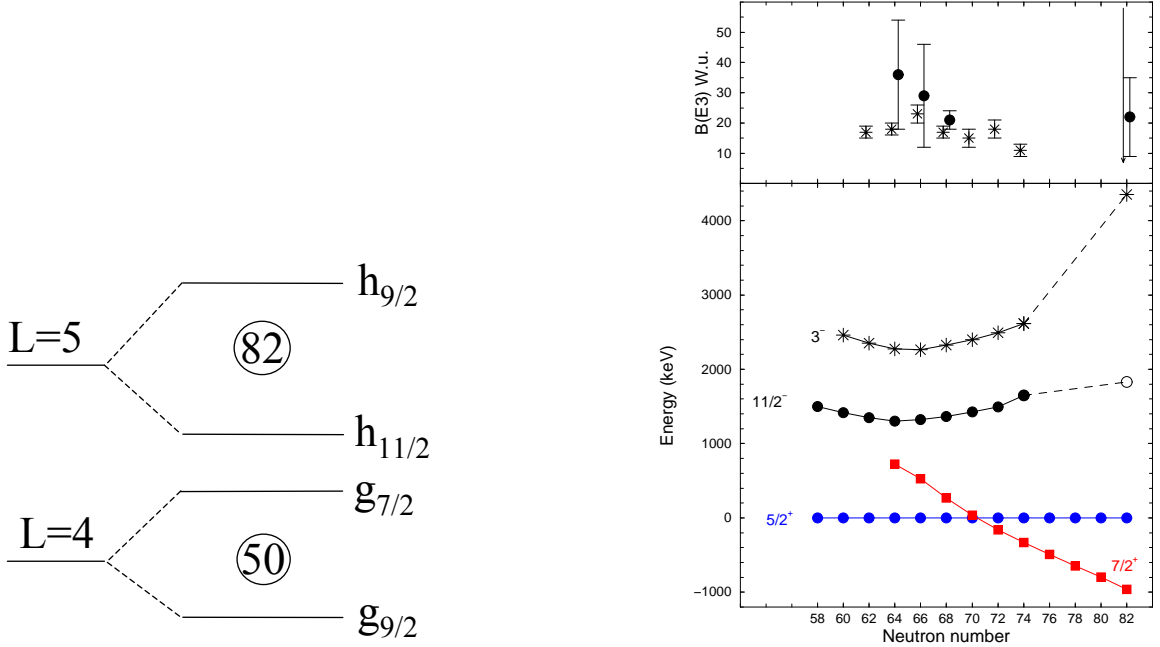 h9/2
L=5
82
h11/2
g7/2
L=4
50
g9/2
B(E3) W.u.
50
40
30
20
10
Energy (keV)
4000
3000
2000
1000
0
−1000
3−
11/2−
5/2+
7/2+
58 60 62 64 66 68 70 72 74 76 78 80 82
Neutron number